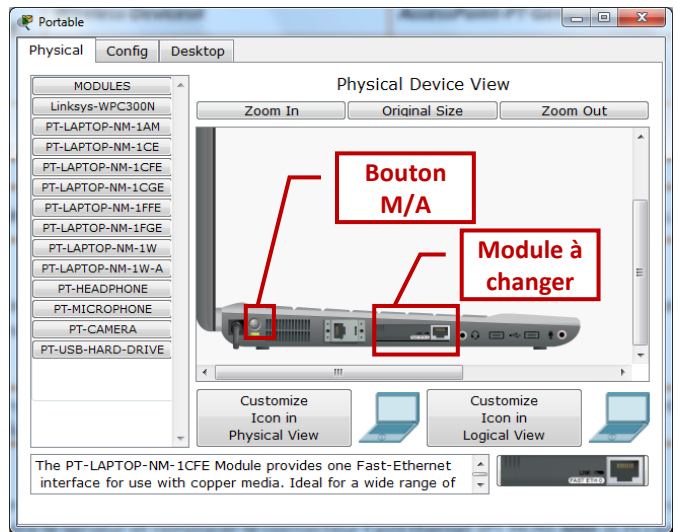 Portable
Physical Config Desktop
MODULES
Linksys-WPC300N
PT-LAPTOP-NM-1AM
PT-LAPTOP-NM-1CE
PT-LAPTOP-NM-1CFE
PT-LAPTOP-NM-1CGE
PT-LAPTOP-NM-1FFE
PT-LAPTOP-NM-1FGE
PT-LAPTOP-NM-1W
PT-LAPTOP-NM-1W-A
PT-HEADPHONE
PT-MICROPHONE
PT-CAMERA
PT-USB-HARD-DRIVE
Physical Device View
Zoom In Original Size Zoom Out
Bouton
M/A
Module à
changer
Customize
Icon in
Physical View
Customize
Icon in
Logical View
The PT-LAPTOP-NM-1CFE Module provides one Fast-Ethernet
interface for use with copper media. Ideal for a wide range of
LINK
FAST ETH 0